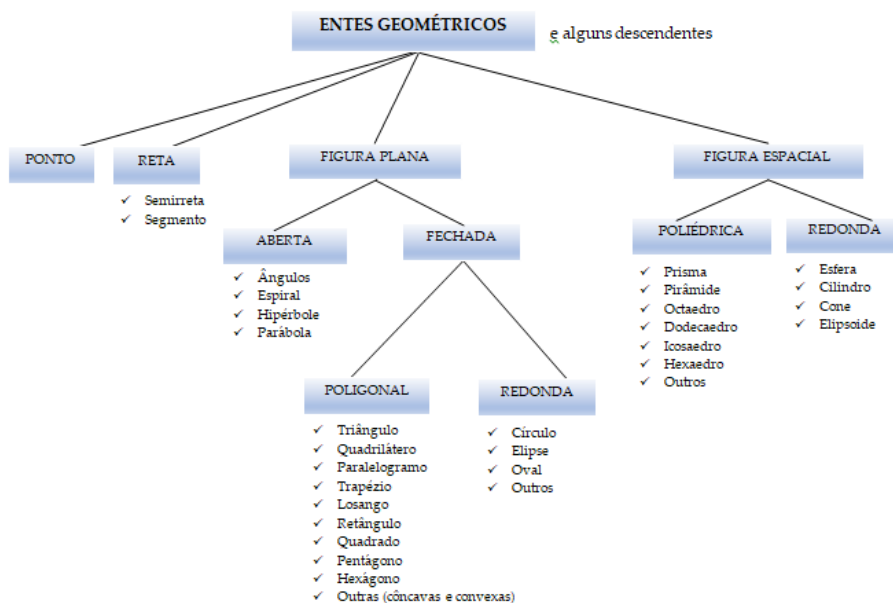 ENTES GEOMÉTRICOS
e alguns descendentes
PONTO
RETA
✓ Semirreta
✓ Segmento
FIGURA PLANA
ABERTA
✓ Ângulos
✓ Espiral
✓ Hipérbole
✓ Parábola
FECHADA
POLIGONAL
✓ Triângulo
✓ Quadrilátero
✓ Paralelogramo
✓ Trapézio
✓ Losango
✓ Retângulo
✓ Quadrado
✓ Pentágono
✓ Hexágono
✓ Outras (côncavas e convexas)
REDONDA
✓ Círculo
✓ Elipse
✓ Oval
✓ Outros
FIGURA ESPACIAL
POLIÉDRICA
✓ Prisma
✓ Pirâmide
✓ Octaedro
✓ Dodecaedro
✓ Icosaedro
✓ Hexaedro
✓ Outros
REDONDA
✓ Esfera
✓ Cilindro
✓ Cone
✓ Elipsoide